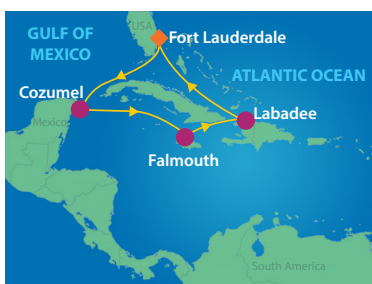 USA
GULF OF
MEXICO
Fort Lauderdale
ATLANTIC OCEAN
Cozumel
Mexico
Labadee
Falmouth
South America